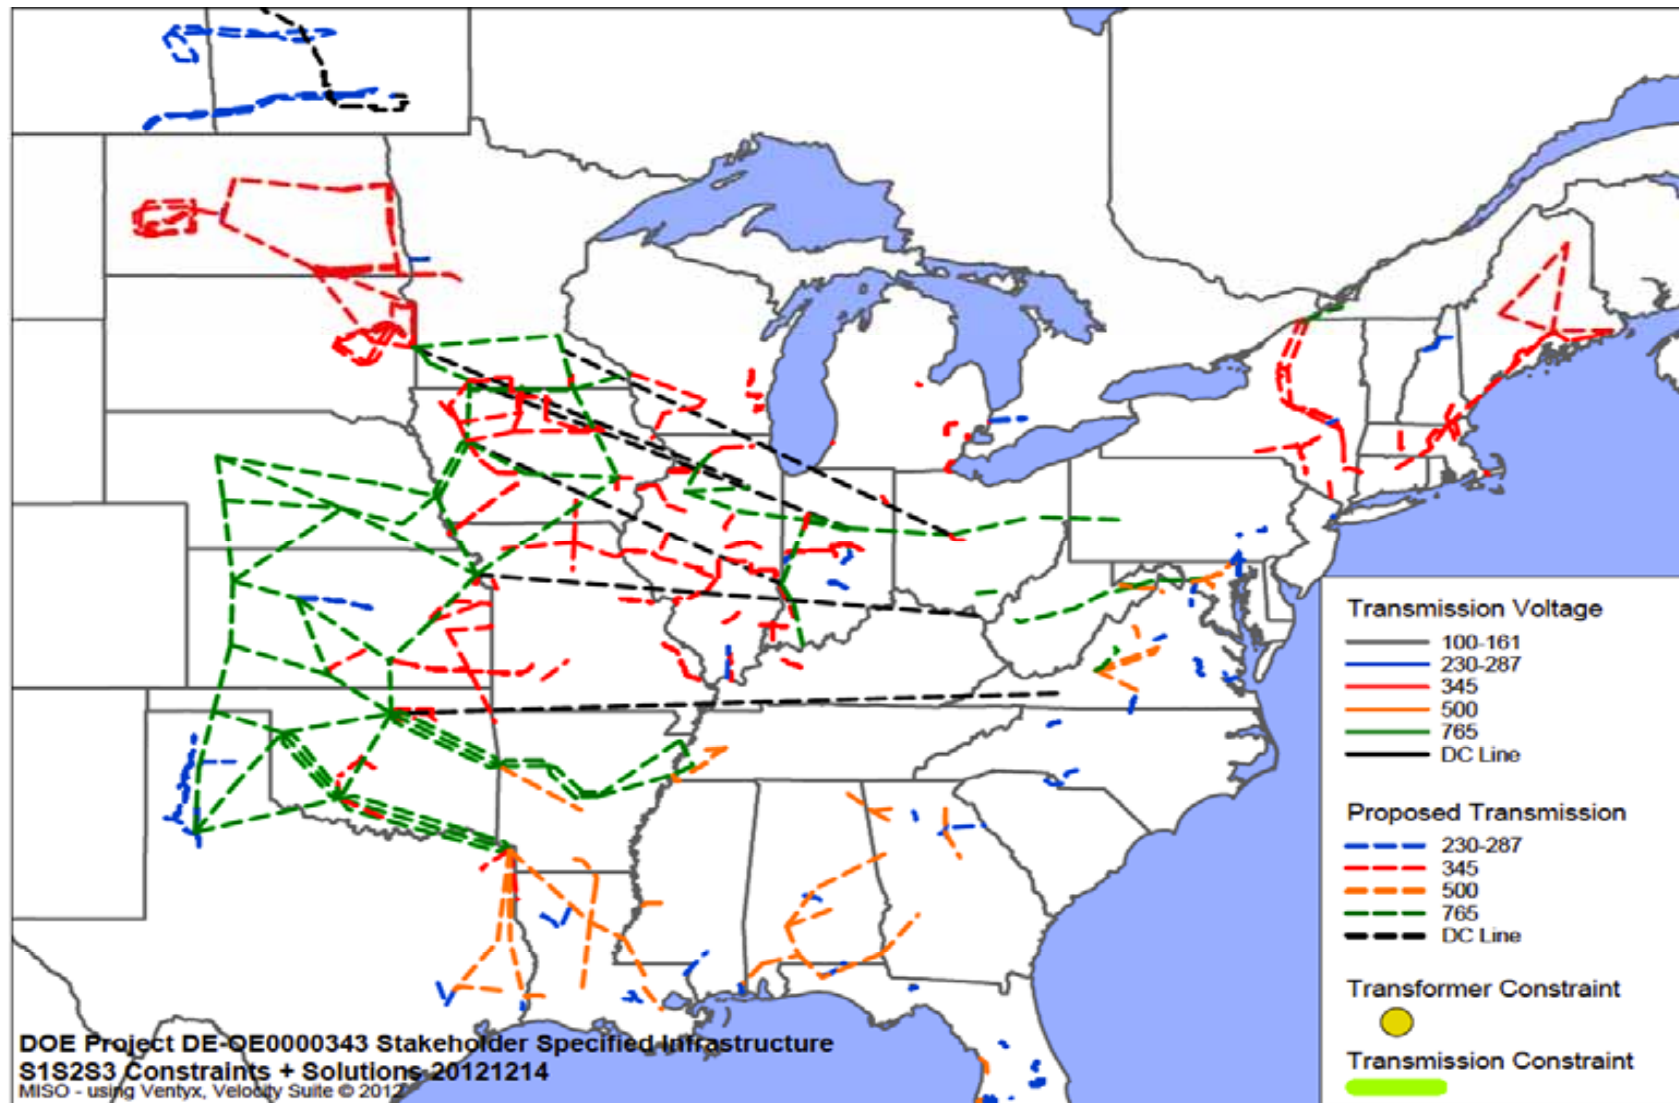 Transmission Voltage
100-161
230-287
345
500
765
DC Line
Proposed Transmission
230-287
345
500
765
DC Line
Transformer Constraint
Transmission Constraint
DOE Project DE-OE0000343 Stakeholder Specified Infrastructure
S1S2S3 Constraints + Solutions 20121214
MISO - using Ventyx, Velocity Suite © 2012